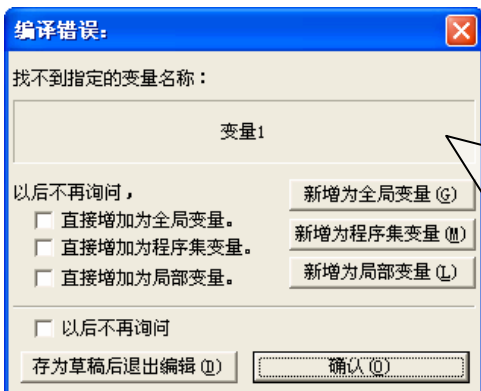 编译错误：
找不到指定的变量名称：
变量1
以后不再询问，
新增为全局变量(G)
直接增加为全局变量。
新增为程序集变量(M)
直接增加为程序集变量。
新增为局部变量(L)
直接增加为局部变量。
以后不再询问
存为草稿后退出编辑(D)
确认(O)